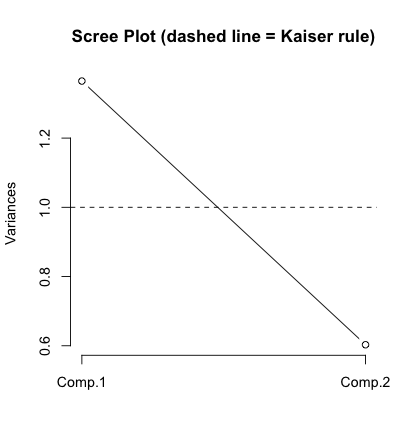 Scree Plot (dashed line = Kaiser rule)
Variances
1.2
1.0
0.8
0.6
Comp.1
Comp.2